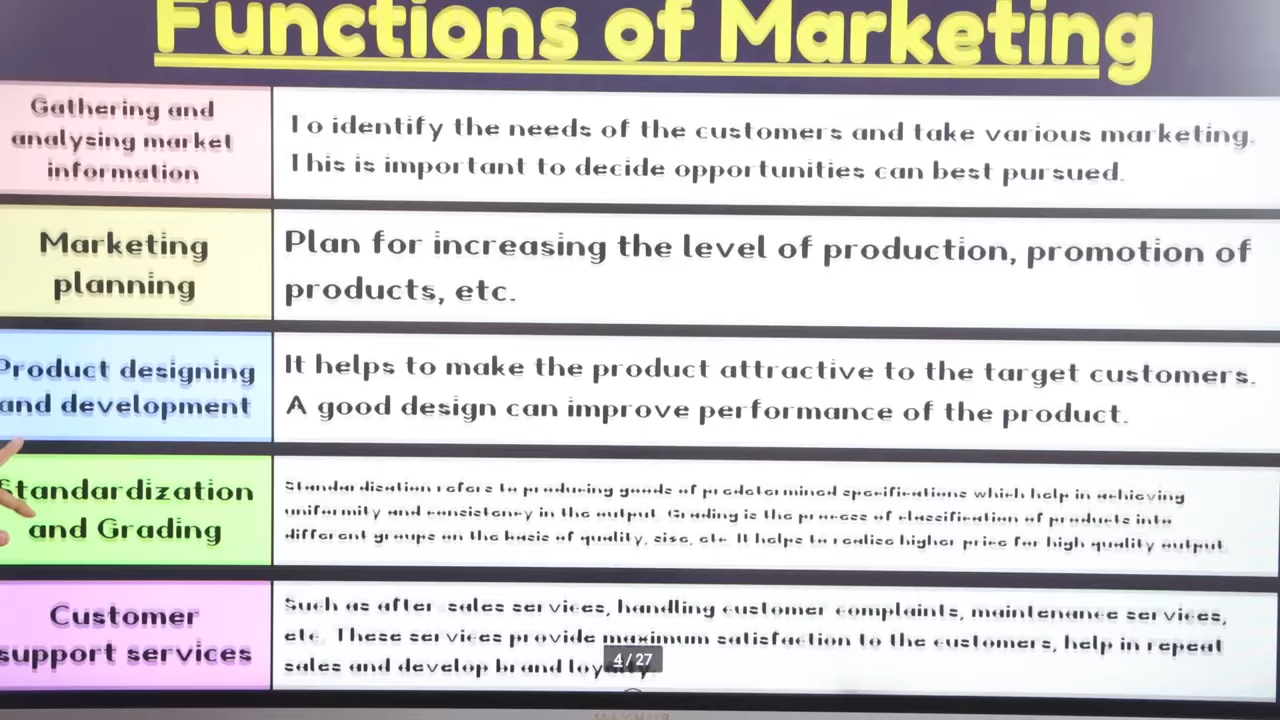 Functions of Marketing
Gathering and
analysing market
information
To identify the needs of the customers and take various marketing.
This is important to decide opportunities can best pursued.
Marketing
planning
Plan for increasing the level of production, promotion of
products, etc.
Product designing
and development
It helps to make the product attractive to the target customers.
A good design can improve performance of the product.
Standardization
and Grading
Standardisation refers to producing goods of predetermined specifications which help in achieving
uniformity and consistency in the output. Grading is the process of classification of products into
different groups on the basis of quality, size, etc. It helps to realise higher price for high quality output.
Customer
support services
Such as after sales services, handling customer complaints, maintenance services,
etc. These services provide maximum satisfaction to the customers, help in repeat
sales and develop brand loyalty.
4/27